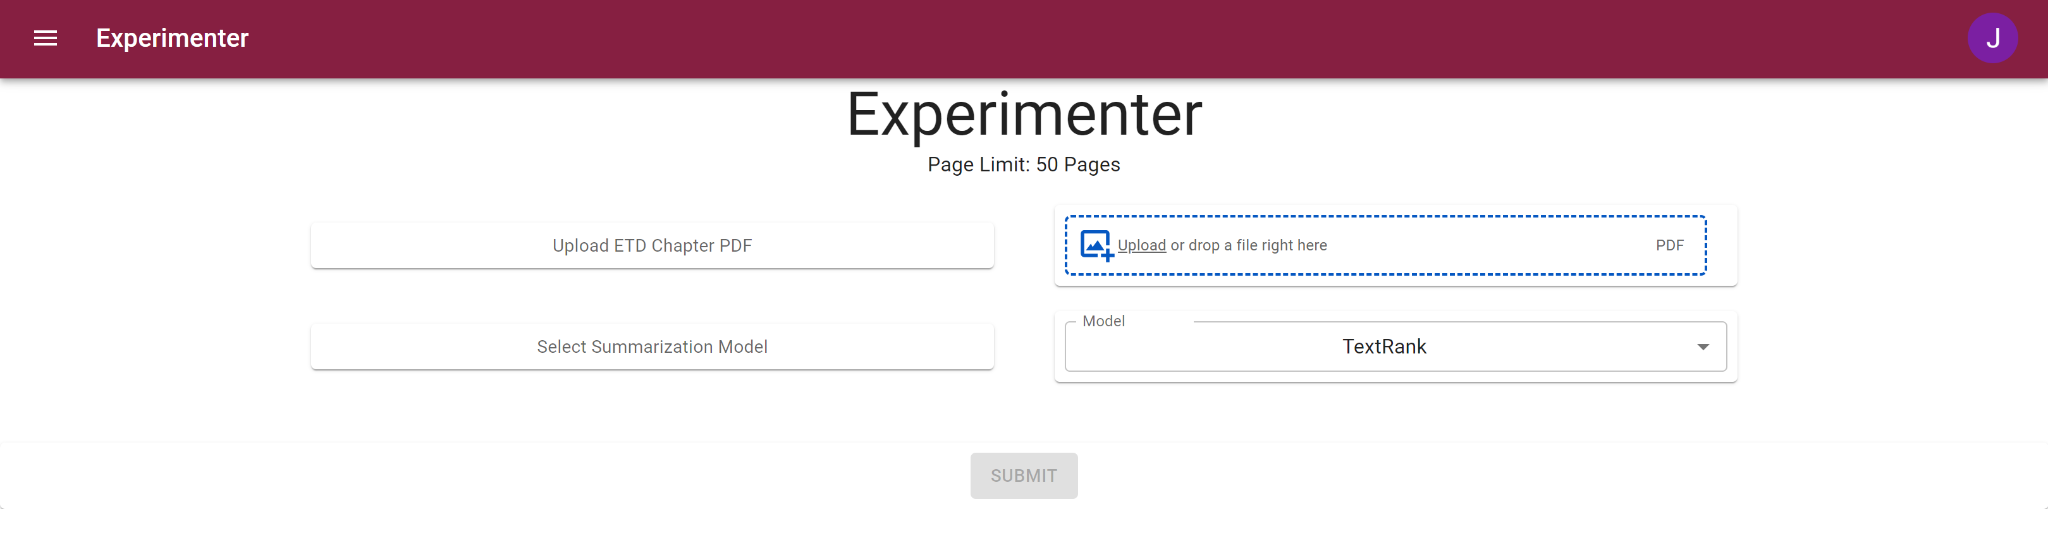 Experimenter
J
Experimenter
Page Limit: 50 Pages
Upload ETD Chapter PDF
Upload or drop a file right here PDF
Model
Select Summarization Model
TextRank
SUBMIT